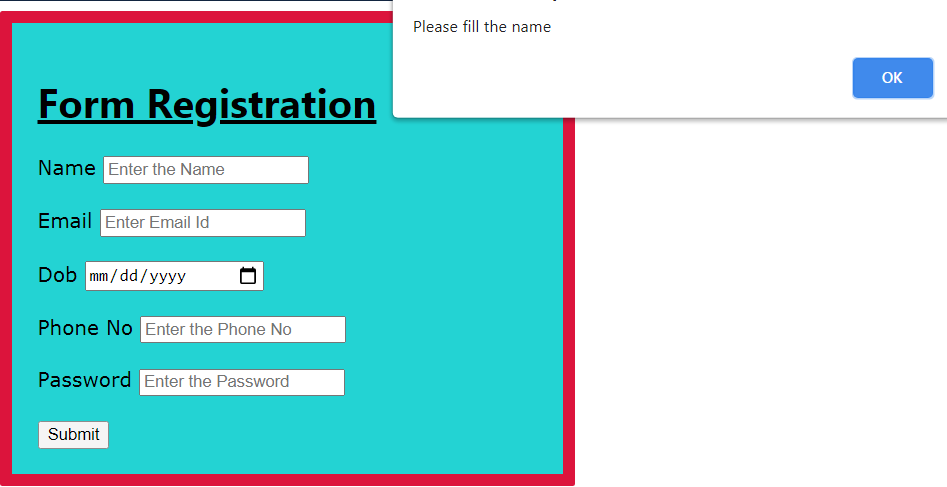 Please fill the name
OK
Form Registration
Name Enter the Name
Email Enter Email Id
Dob mm/dd/yyyy
Phone No Enter the Phone No
Password Enter the Password
Submit